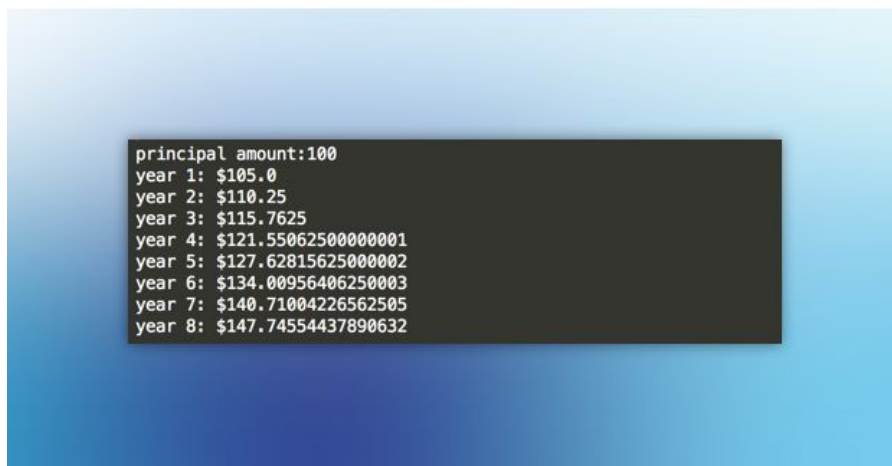 principal amount:100
year 1: $105.0
year 2: $110.25
year 3: $115.7625
year 4: $121.55062500000001
year 5: $127.62815625000002
year 6: $134.00956406250003
year 7: $140.71004226562505
year 8: $147.74554437890632